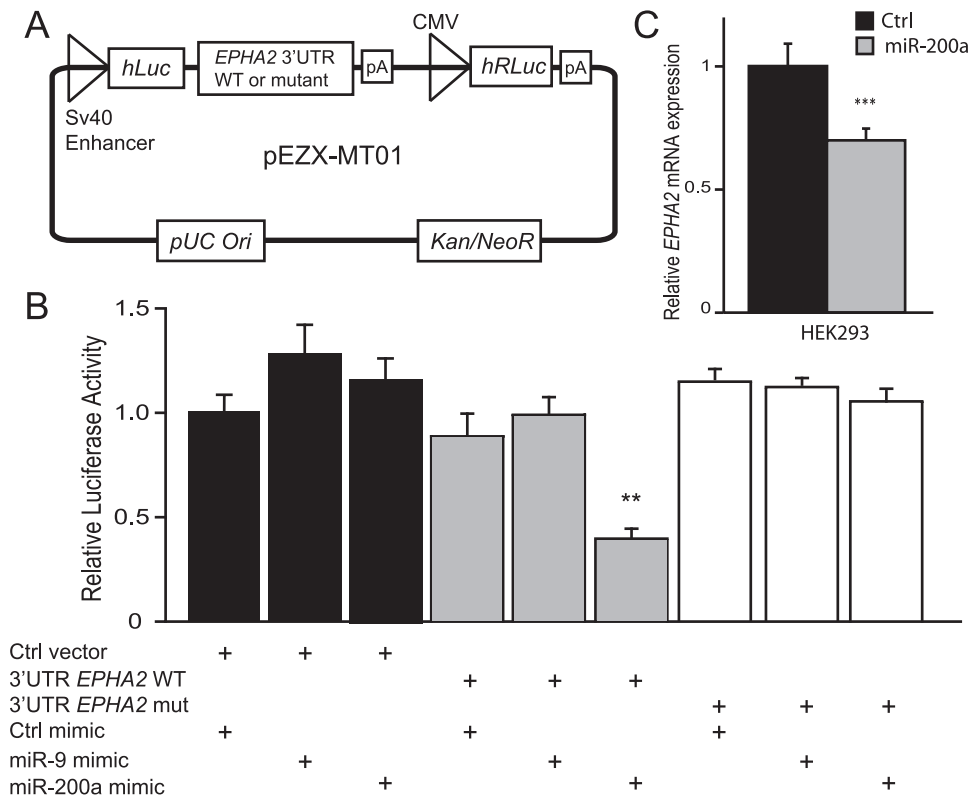 A
CMV
hLuc
EPHA2 3'UTR
WT or mutant
pA
hRLuc
pA
Sv40
Enhancer
pEZX-MT01
pUC Ori
Kan/NeoR
C
Ctrl
miR-200a
Relative EPHA2 mRNA expression
1
0.5
0
***
HEK293
B
Relative Luciferase Activity
1.5
1.0
0.5
0
**
Ctrl vector + + +
3'UTR EPHA2 WT + + +
3'UTR EPHA2 mut + + +
Ctrl mimic + + +
miR-9 mimic + + +
miR-200a mimic + + +